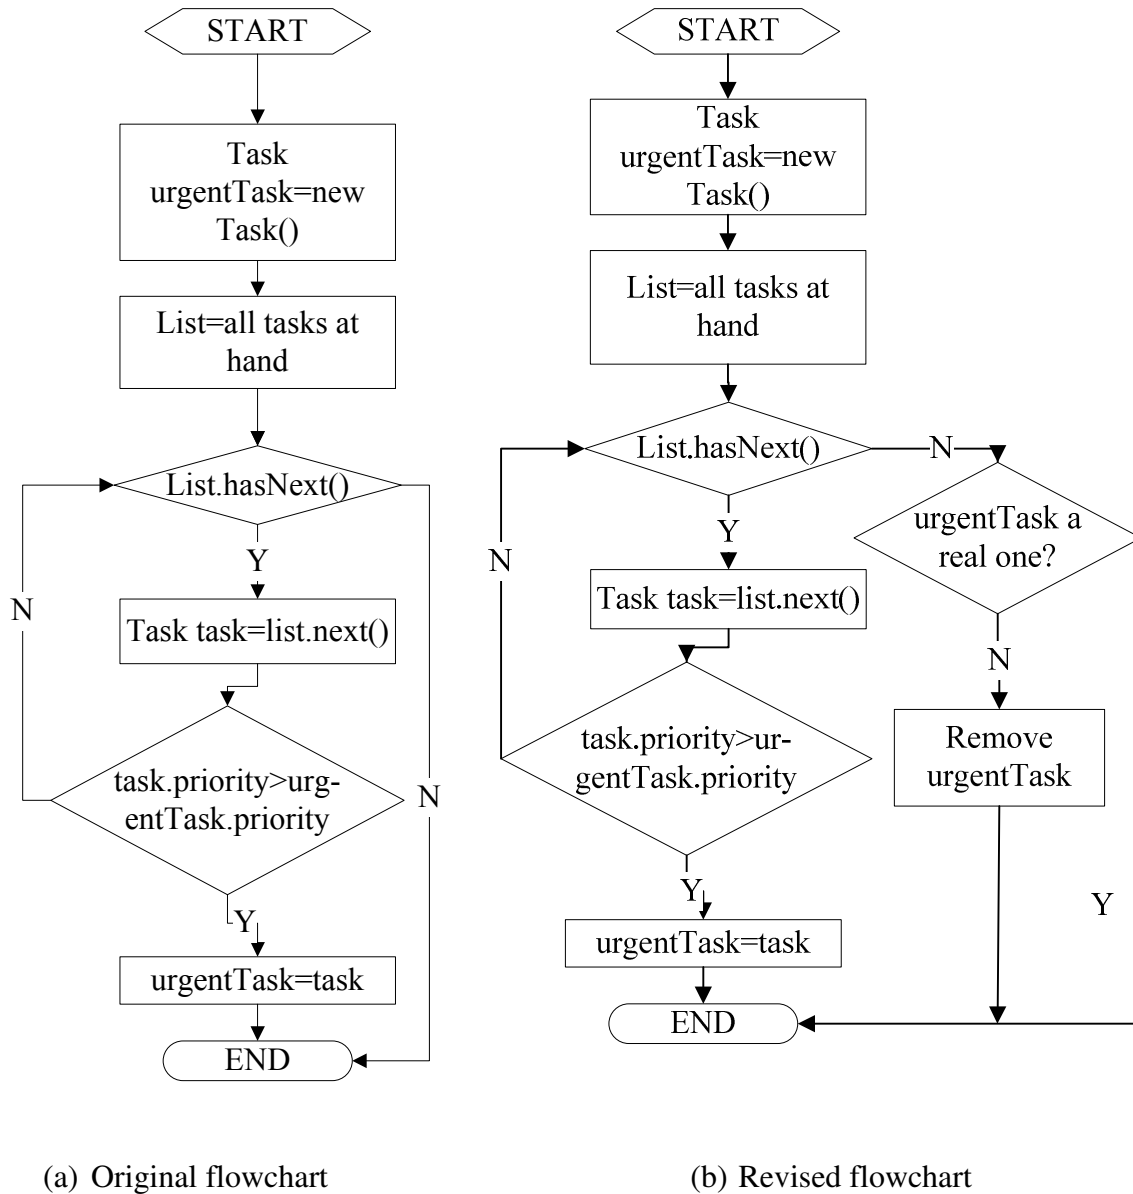 START
Task
urgentTask=new
Task()
List=all tasks at
hand
List.hasNext()
Y
N
Task task=list.next()
task.priority>urg-
entTask.priority
N
Y
urgentTask=task
END
(a) Original flowchart
START
Task
urgentTask=new
Task()
List=all tasks at
hand
List.hasNext()
N
urgentTask a
real one?
Y
N
Task task=list.next()
N
task.priority>ur-
gentTask.priority
Remove
urgentTask
Y
Y
urgentTask=task
END
(b) Revised flowchart